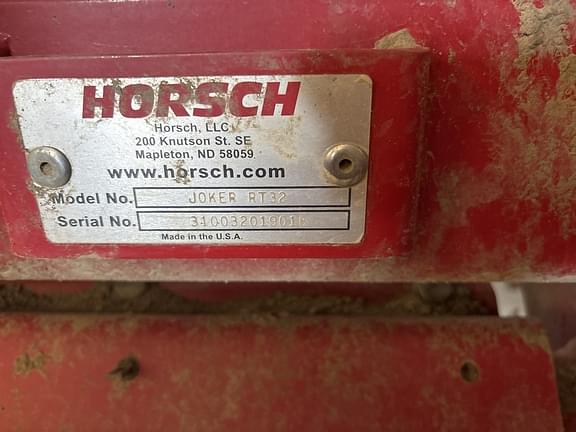 HORSCH
Horsch, LLC
200 Knutson St. SE
Mapleton, ND 58059
www.horsch.com
Model No. JOKER RT32
Serial No.
Made in the U.S.A.